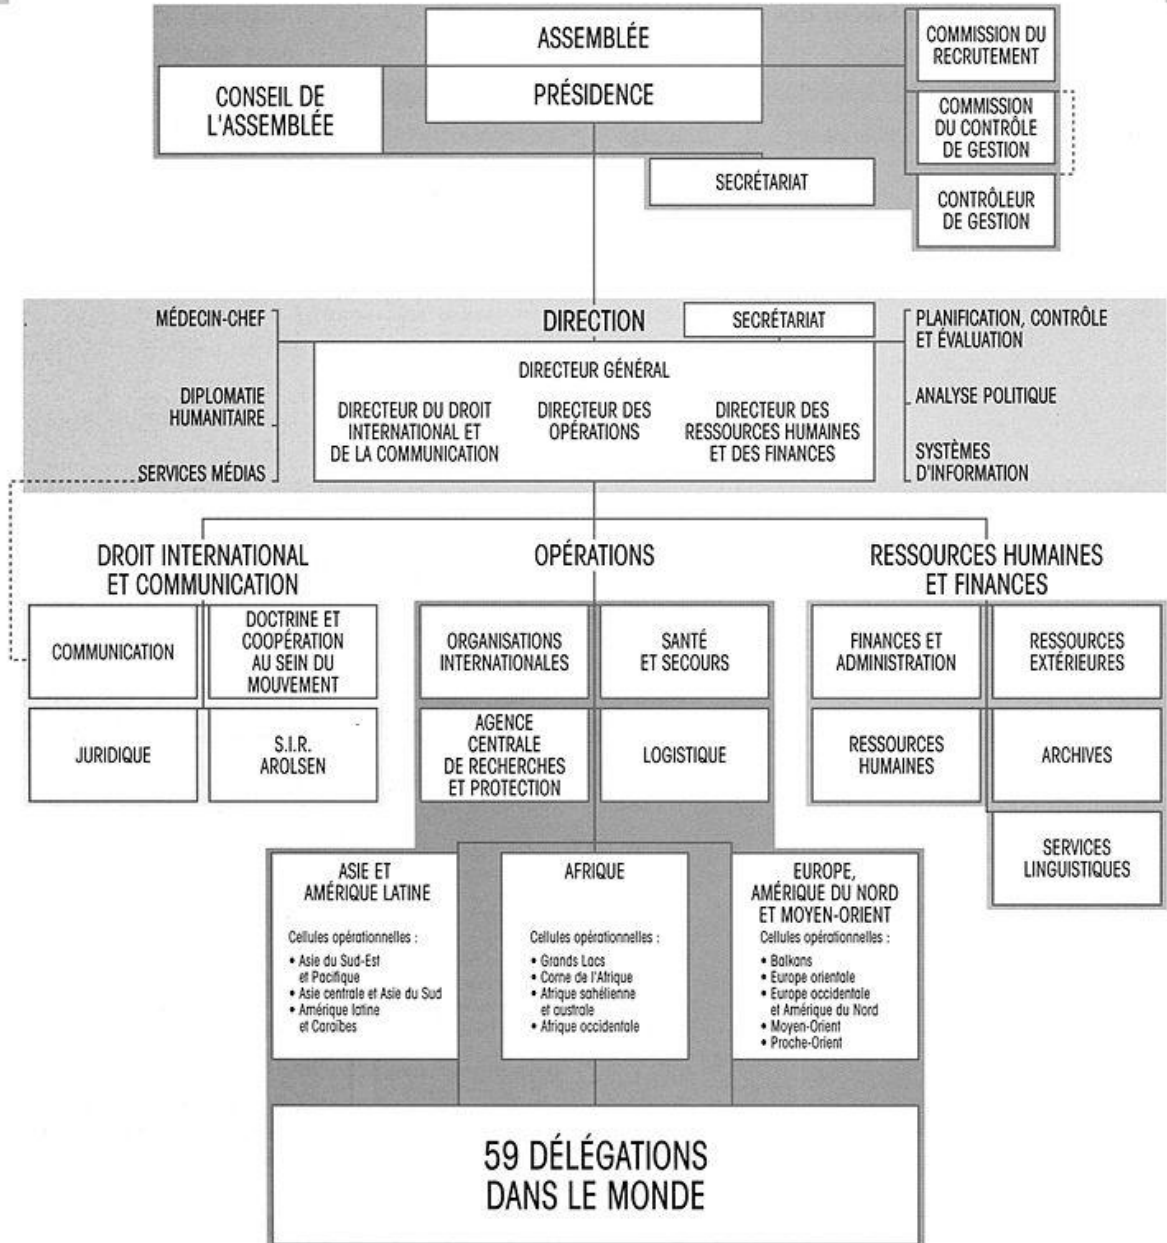 ASSEMBLÉE
PRÉSIDENCE
CONSEIL DE
L'ASSEMBLÉE
COMMISSION DU
RECRUTEMENT
COMMISSION
DU CONTRÔLE
DE GESTION
SECRÉTARIAT
CONTRÔLEUR
DE GESTION
MÉDECIN-CHEF
DIPLOMATIE
HUMANITAIRE
SERVICES MÉDIAS
DIRECTION
SECRÉTARIAT
DIRECTEUR GÉNÉRAL
DIRECTEUR DU DROIT
INTERNATIONAL ET
DE LA COMMUNICATION
DIRECTEUR DES
OPÉRATIONS
DIRECTEUR DES
RESSOURCES HUMAINES
ET DES FINANCES
PLANIFICATION, CONTRÔLE
ET ÉVALUATION
ANALYSE POLITIQUE
SYSTÈMES
D'INFORMATION
DROIT INTERNATIONAL
ET COMMUNICATION
COMMUNICATION
DOCTRINE ET
COOPÉRATION
AU SEIN DU
MOUVEMENT
JURIDIQUE
S.I.R.
AROLSEN
OPÉRATIONS
ORGANISATIONS
INTERNATIONALES
SANTÉ
ET SECOURS
AGENCE
CENTRALE
DE RECHERCHES
ET PROTECTION
LOGISTIQUE
RESSOURCES HUMAINES
ET FINANCES
FINANCES ET
ADMINISTRATION
RESSOURCES
EXTÉRIEURES
RESSOURCES
HUMAINES
ARCHIVES
SERVICES
LINGUISTIQUES
ASIE ET
AMÉRIQUE LATINE
Cellules opérationnelles :
• Asie du Sud-Est
et Pacifique
• Asie centrale et Asie du Sud
• Amérique latine
et Caraïbes
AFRIQUE
Cellules opérationnelles :
• Grands Lacs
• Corne de l'Afrique
• Afrique sahélienne
et australe
• Afrique occidentale
EUROPE,
AMÉRIQUE DU NORD
ET MOYEN-ORIENT
Cellules opérationnelles :
• Balkans
• Europe orientale
• Europe occidentale
et Amérique du Nord
• Moyen-Orient
• Proche-Orient
59 DÉLÉGATIONS
DANS LE MONDE